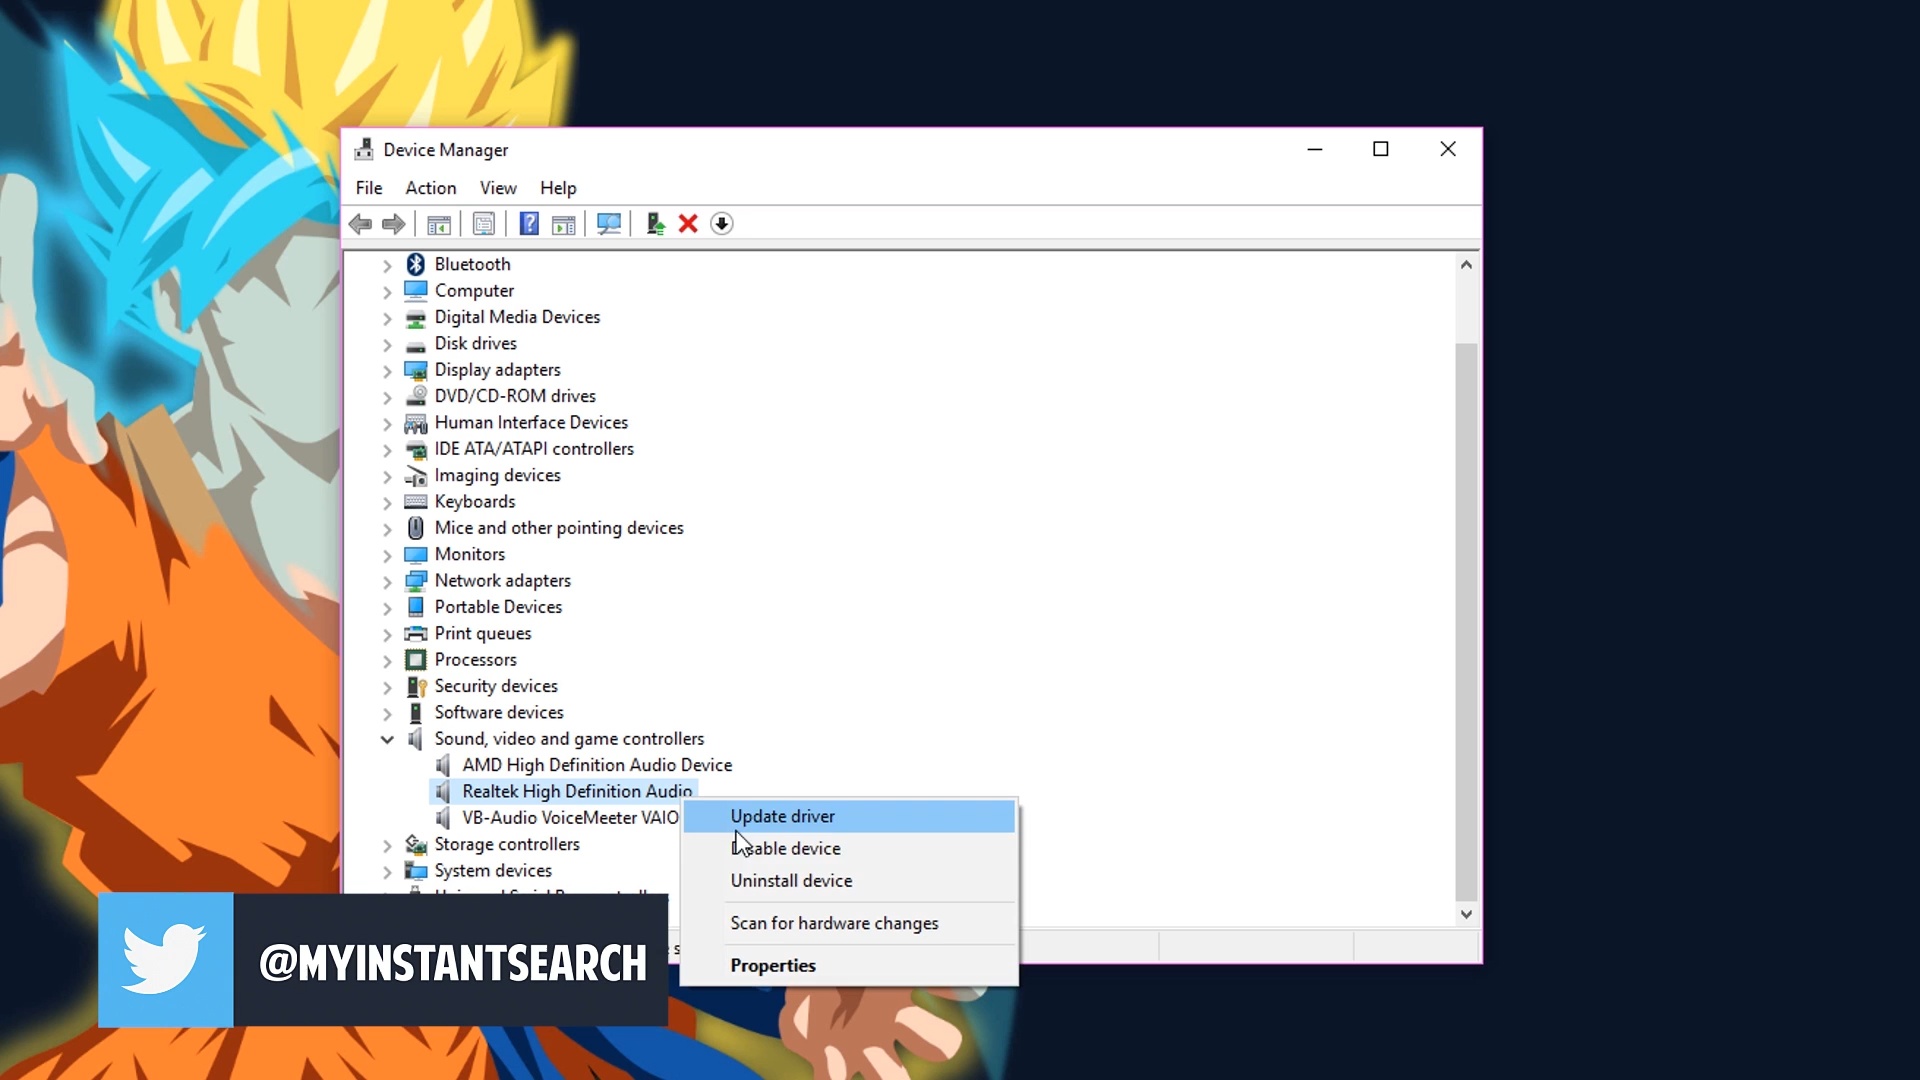 Device Manager
File Action View Help
Bluetooth
Computer
Digital Media Devices
Disk drives
Display adapters
DVD/CD-ROM drives
Human Interface Devices
IDE ATA/ATAPI controllers
Imaging devices
Keyboards
Mice and other pointing devices
Monitors
Network adapters
Portable Devices
Print queues
Processors
Security devices
Software devices
Sound, video and game controllers
AMD High Definition Audio Device
Realtek High Definition Audio
VB-Audio VoiceMeeter VAIO
Storage controllers
System devices
Update driver
Disable device
Uninstall device
Scan for hardware changes
Properties
@MYINSTANTSEARCH